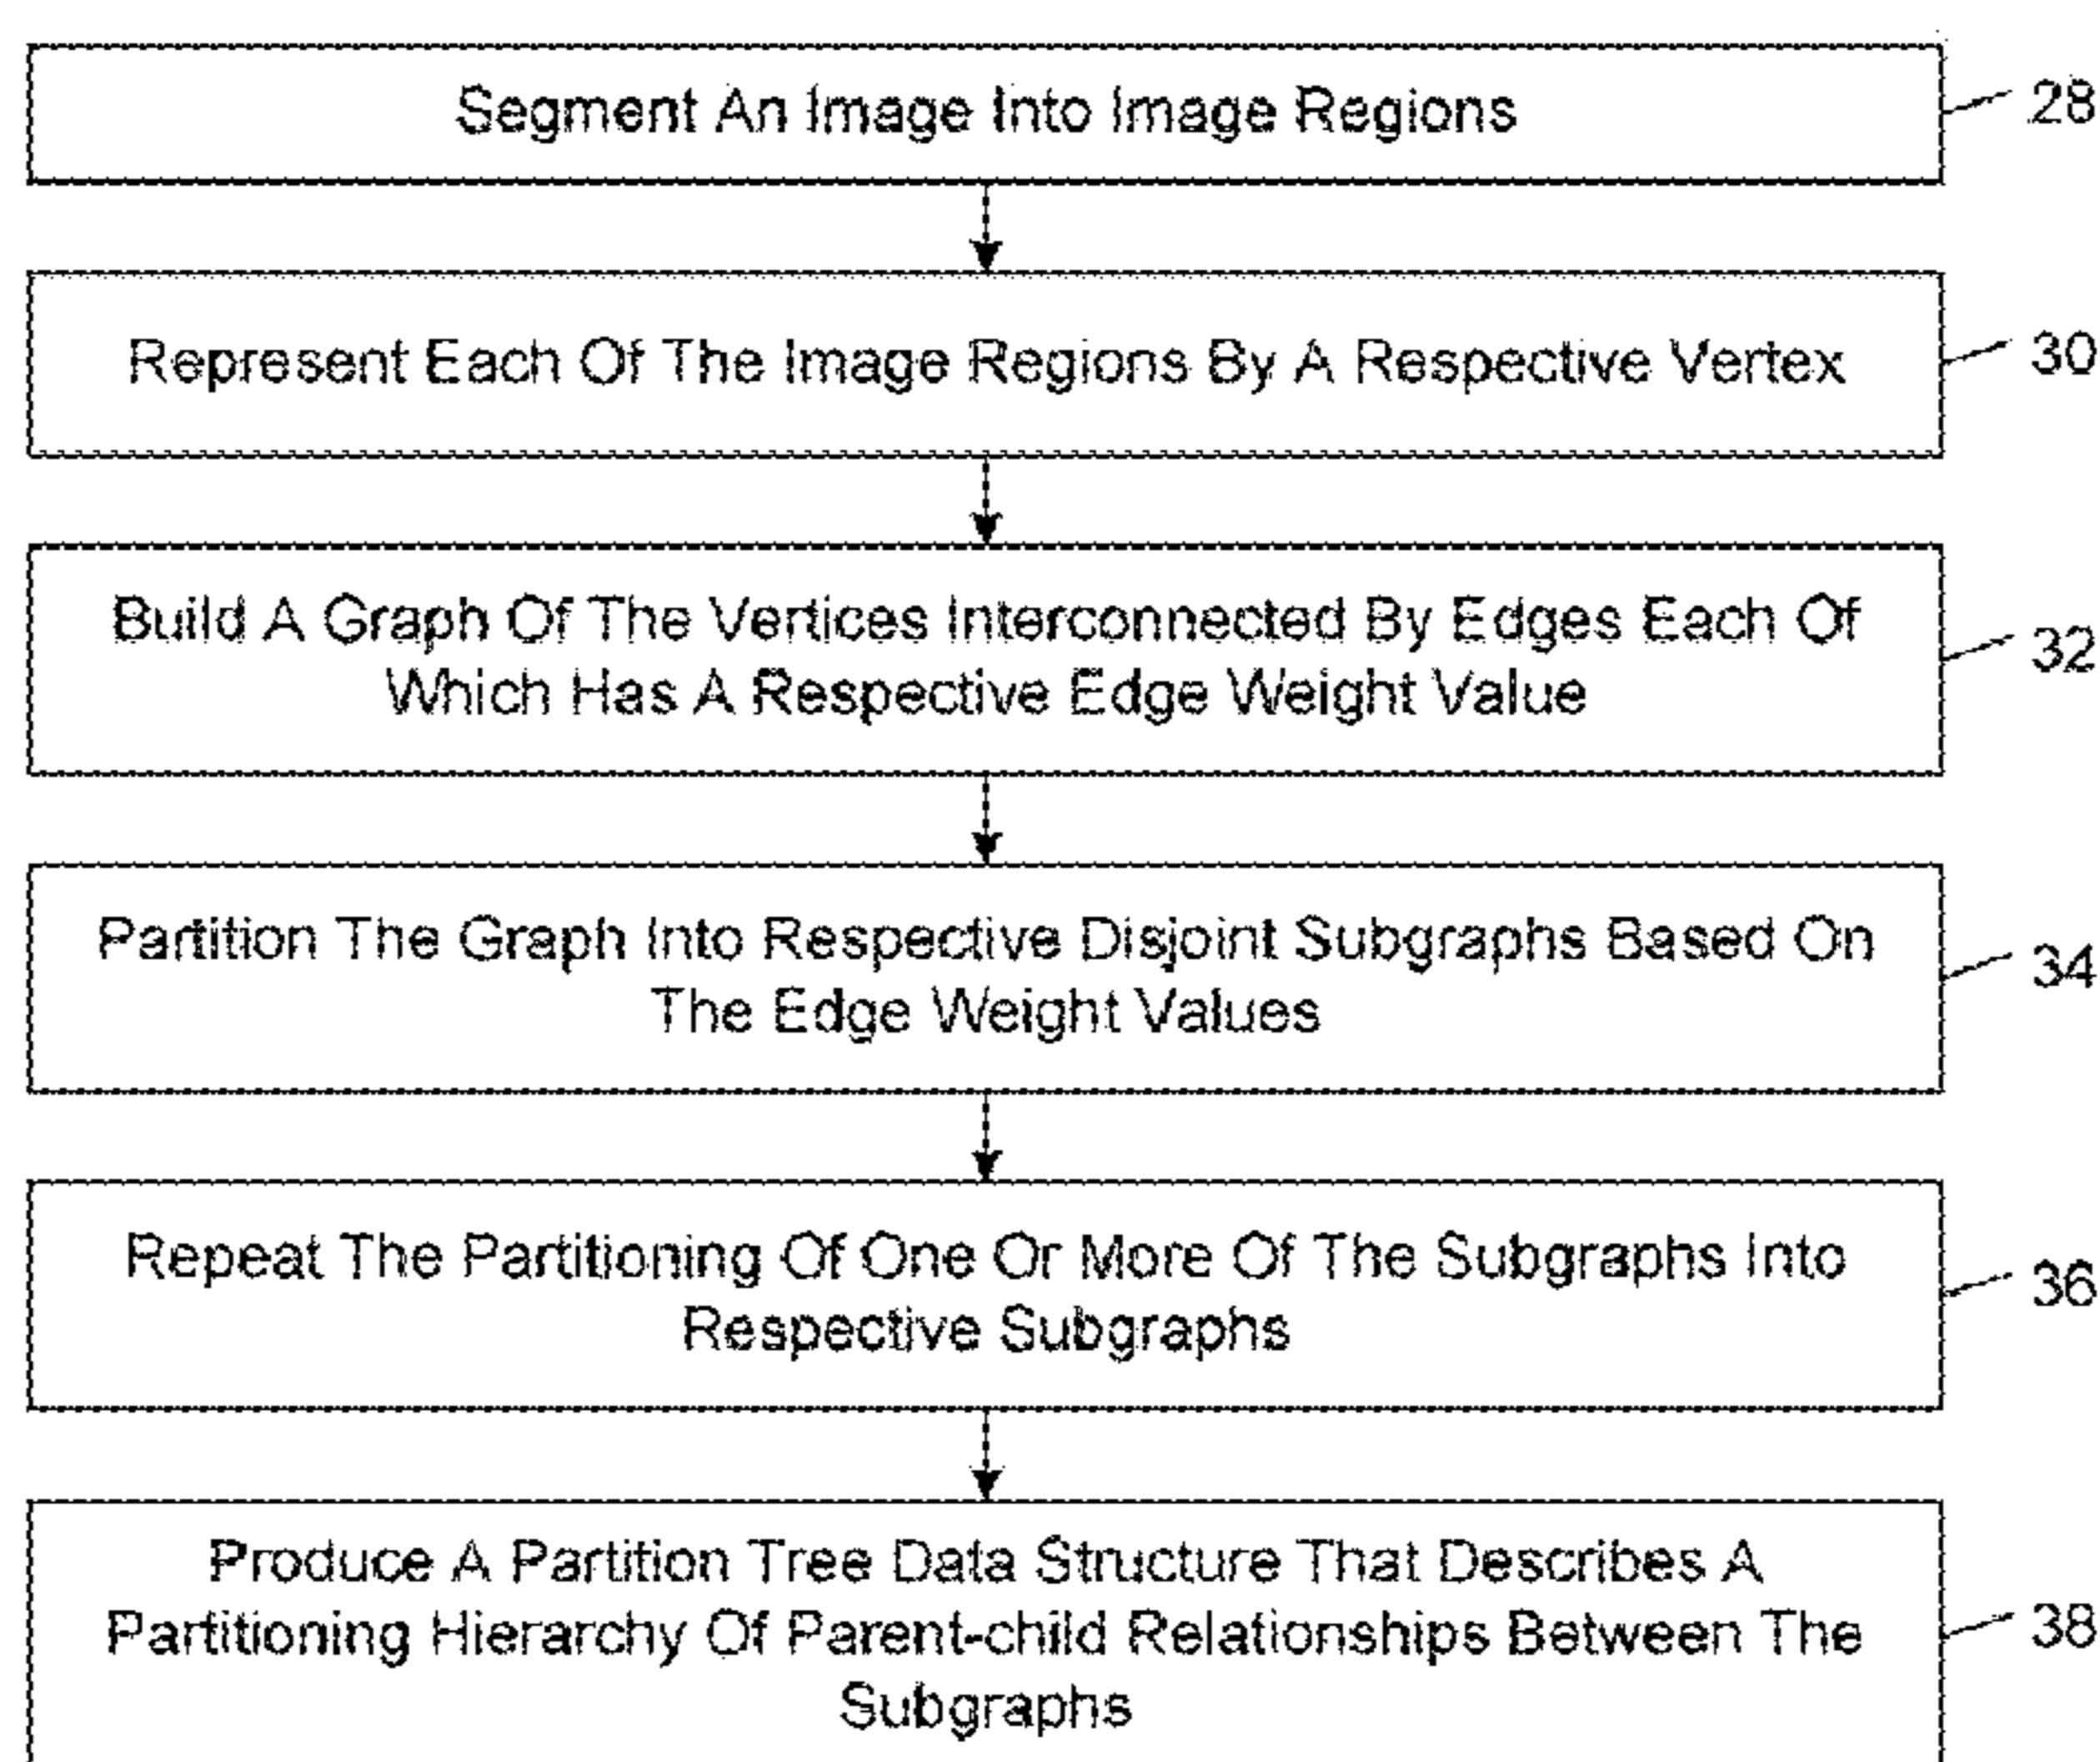 Segment An Image Into Image Regions
28
Represent Each Of The Image Regions By A Respective Vertex
30
Build A Graph Of The Vertices Interconnected By Edges Each Of
Which Has A Respective Edge Weight Value
32
Partition The Graph Into Respective Disjoint Subgraphs Based On
The Edge Weight Values
34
Repeat The Partitioning Of One Or More Of The Subgraphs Into
Respective Subgraphs
36
Produce A Partition Tree Data Structure That Describes A
Partitioning Hierarchy Of Parent-child Relationships Between The
Subgraphs
38